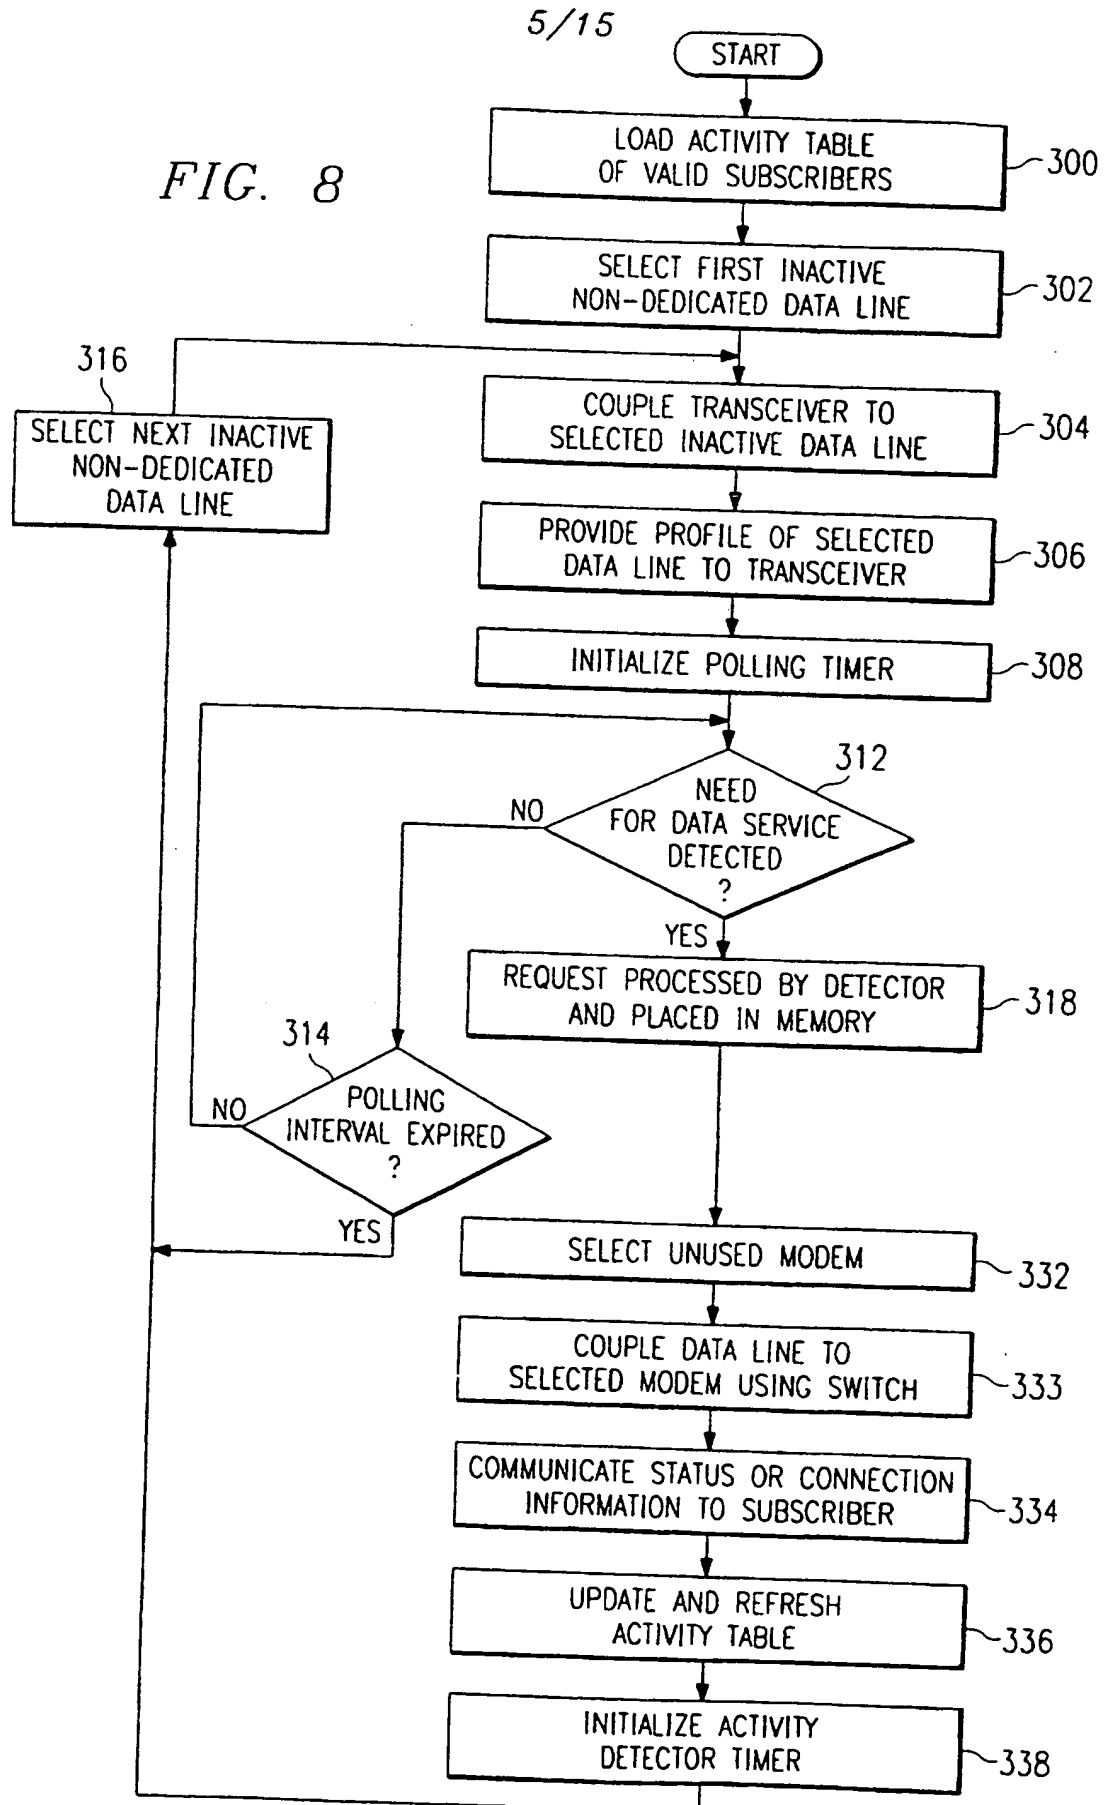 5/15
START
FIG. 8
LOAD ACTIVITY TABLE
OF VALID SUBSCRIBERS
300
SELECT FIRST INACTIVE
NON-DEDICATED DATA LINE
302
316
SELECT NEXT INACTIVE
NON-DEDICATED
DATA LINE
COUPLE TRANSCEIVER TO
SELECTED INACTIVE DATA LINE
304
PROVIDE PROFILE OF SELECTED
DATA LINE TO TRANSCEIVER
306
INITIALIZE POLLING TIMER
308
312
NEED
FOR DATA SERVICE
DETECTED
?
NO
YES
REQUEST PROCESSED BY DETECTOR
AND PLACED IN MEMORY
318
314
POLLING
INTERVAL EXPIRED
?
NO
YES
SELECT UNUSED MODEM
332
COUPLE DATA LINE TO
SELECTED MODEM USING SWITCH
333
COMMUNICATE STATUS OR CONNECTION
INFORMATION TO SUBSCRIBER
334
UPDATE AND REFRESH
ACTIVITY TABLE
336
INITIALIZE ACTIVITY
DETECTOR TIMER
338